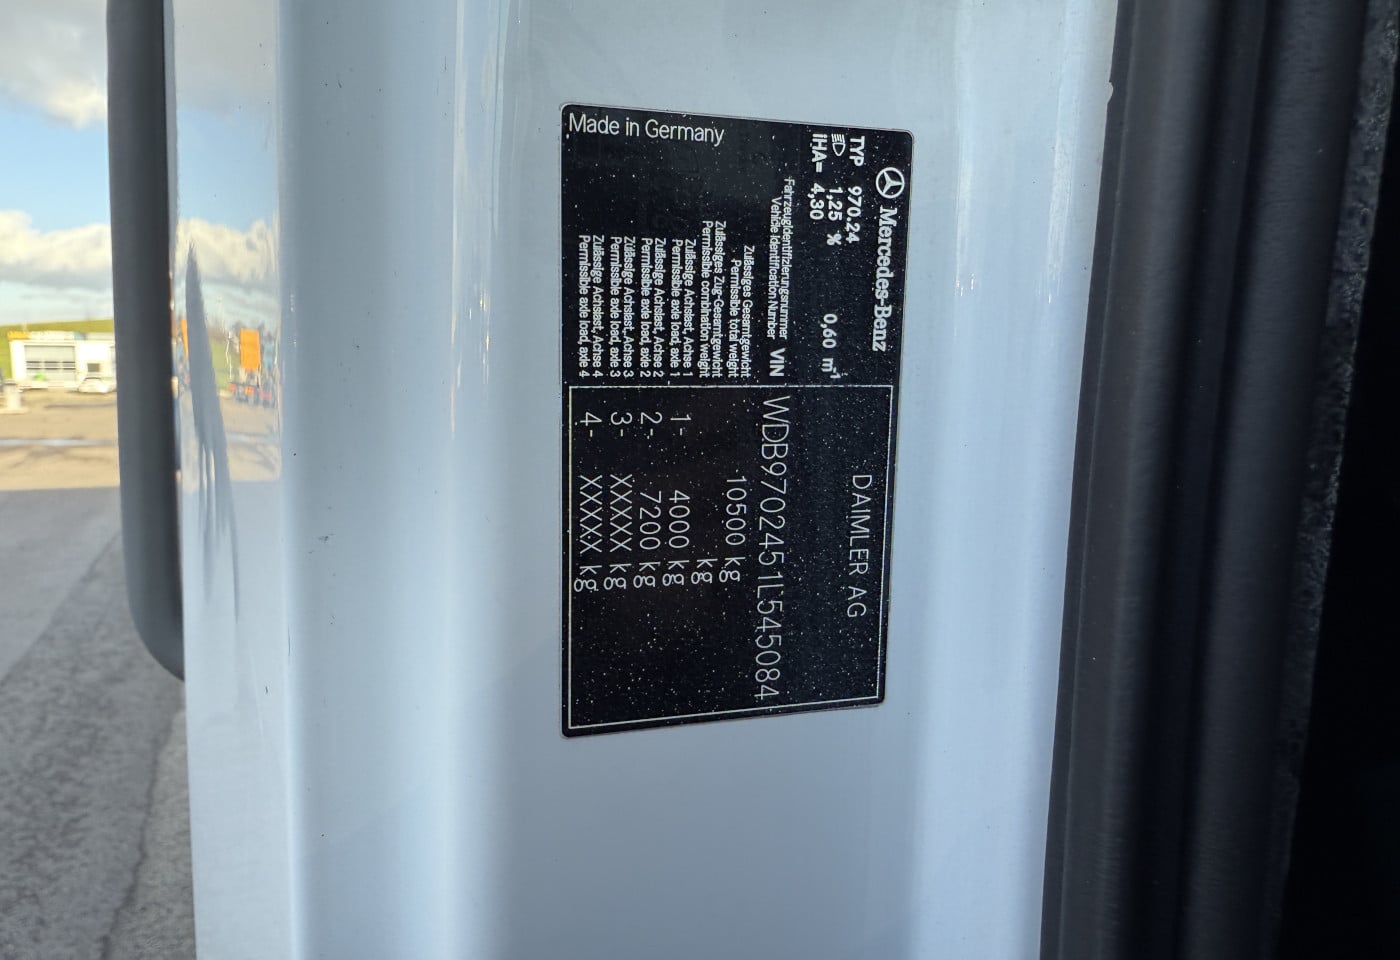 Mercedes-Benz
TYP 970.24
1,25 % 0,60 m⁻¹
iHA= 4,30
DAIMLER AG
Fahrzeugidentifizierungsnummer
Vehicle Identification Number VIN WDB9702451L545084
Zulässiges Gesamtgewicht
Permissible total weight 10500 kg
Zulässiges Zug-Gesamtgewicht
Permissible combination weight kg
Zulässige Achslast, Achse 1
Permissible axle load, axle 1 1- 4000 kg
Zulässige Achslast, Achse 2
Permissible axle load, axle 2 2- 7200 kg
Zulässige Achslast, Achse 3
Permissible axle load, axle 3 3- XXXXX kg
Zulässige Achslast, Achse 4
Permissible axle load, axle 4 4- XXXXX kg
Made in Germany